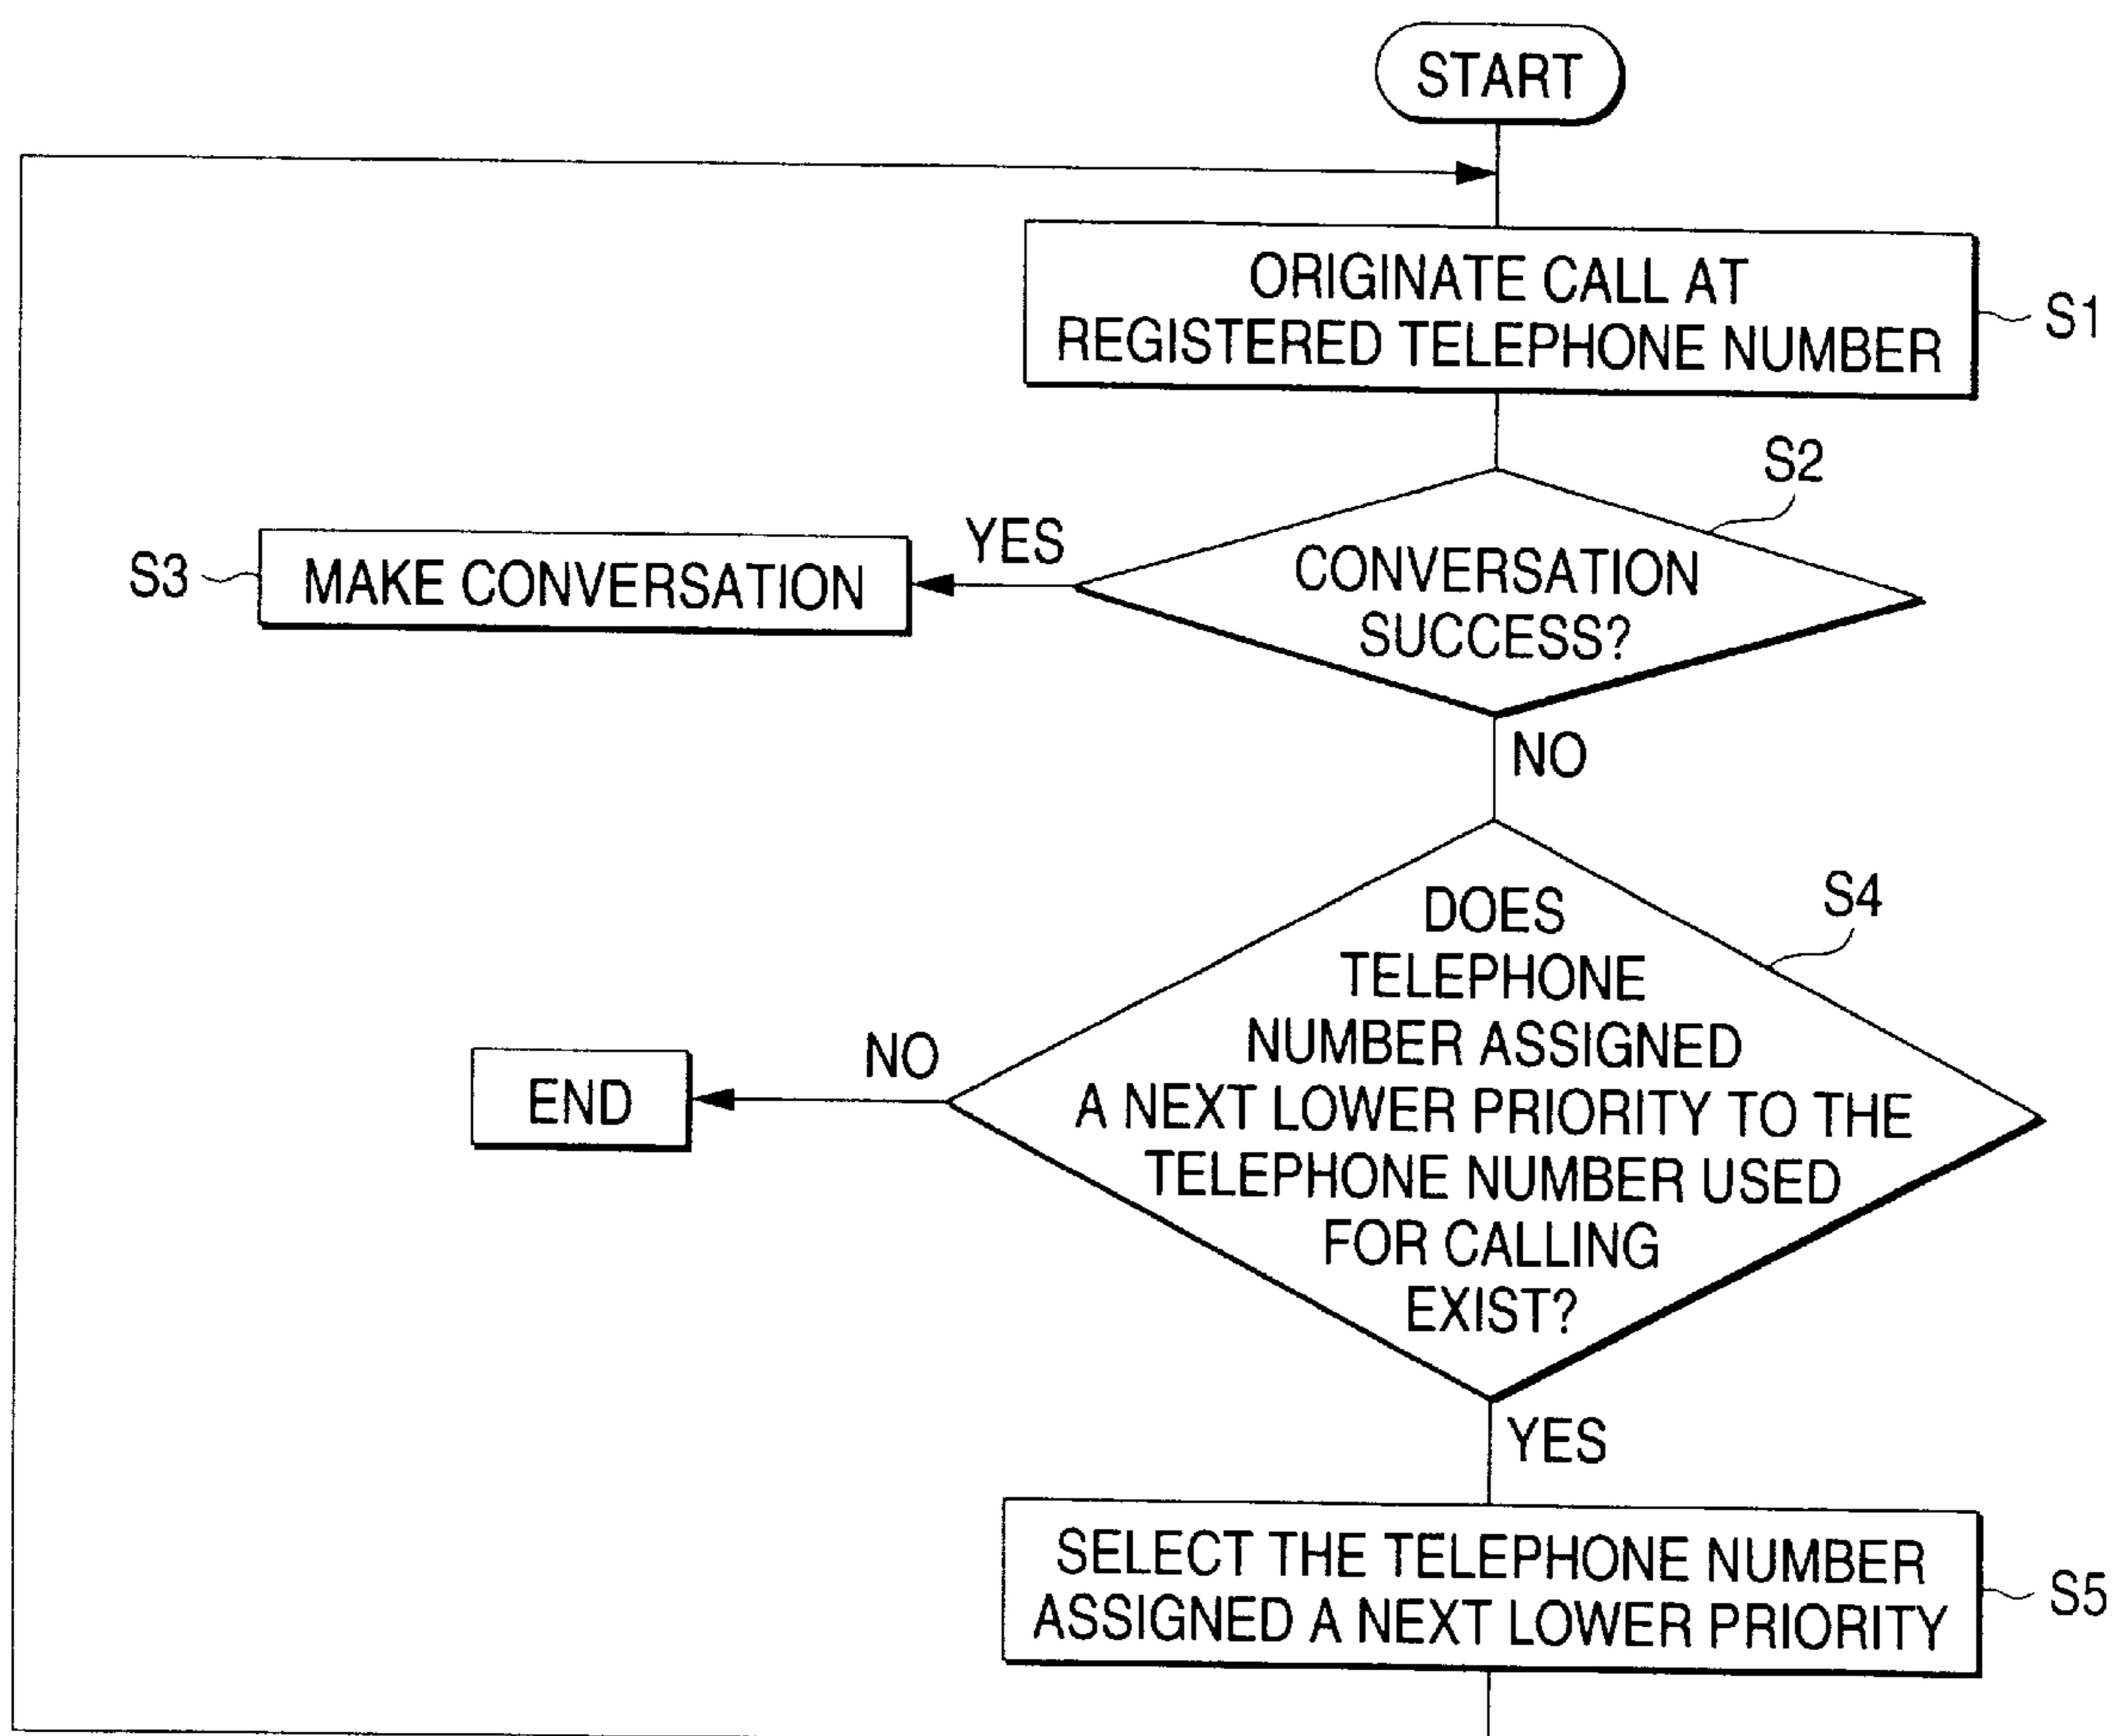 START
ORIGINATE CALL AT
REGISTERED TELEPHONE NUMBER
S1
S2
CONVERSATION
SUCCESS?
YES
S3
MAKE CONVERSATION
NO
S4
DOES
TELEPHONE
NUMBER ASSIGNED
A NEXT LOWER PRIORITY TO THE
TELEPHONE NUMBER USED
FOR CALLING
EXIST?
NO
END
YES
SELECT THE TELEPHONE NUMBER
ASSIGNED A NEXT LOWER PRIORITY
S5